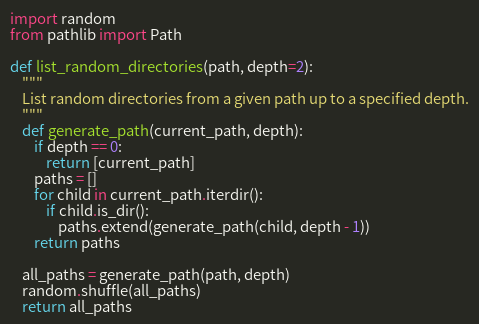 import random
from pathlib import Path

def list_random_directories(path, depth=2):
    """
    List random directories from a given path up to a specified depth.
    """
    def generate_path(current_path, depth):
        if depth == 0:
            return [current_path]
        paths = []
        for child in current_path.iterdir():
            if child.is_dir():
                paths.extend(generate_path(child, depth - 1))
        return paths

    all_paths = generate_path(path, depth)
    random.shuffle(all_paths)
    return all_paths